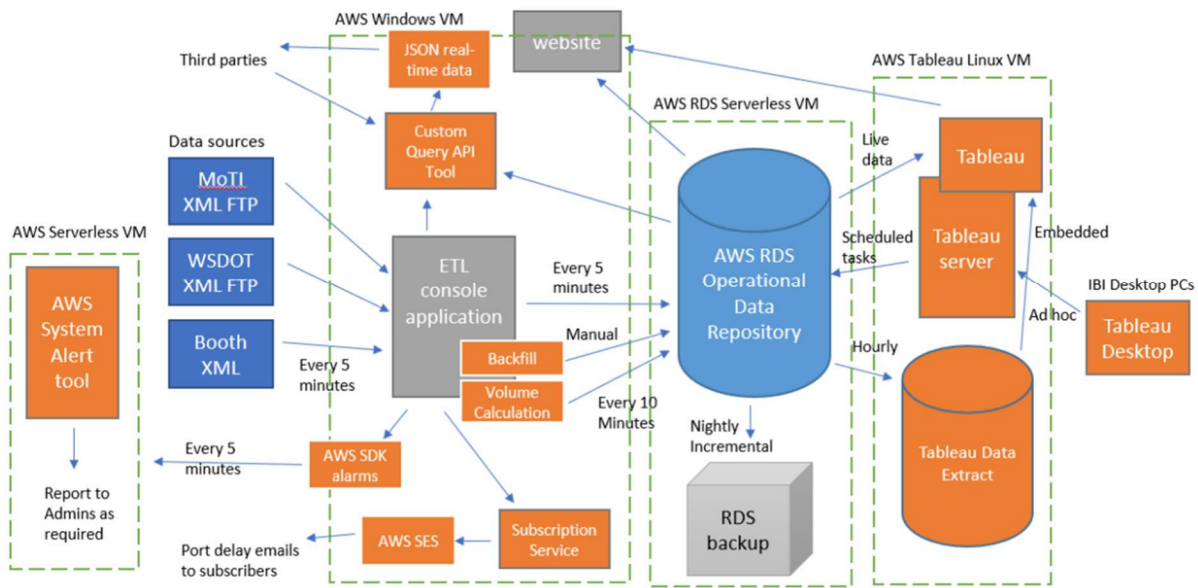 AWS Windows VM
website
JSON real-
time data
Third parties
AWS Tableau Linux VM
AWS RDS Serverless VM
Custom
Query API
Tool
Data sources
MoTI
XML FTP
Live
data
Tableau
AWS Serverless VM
WSDOT
XML FTP
ETL
console
application
Every 5
minutes
AWS RDS
Operational
Data
Repository
Scheduled
tasks
Tableau
server
Embedded
IBI Desktop PCs
AWS
System
Alert
tool
Booth
XML
Every 5
minutes
Manual
Backfill
Volume
Calculation
Every 10
Minutes
Hourly
Ad hoc
Tableau
Desktop
Nightly
Incremental
Every 5
minutes
AWS SDK
alarms
Tableau Data
Extract
Report to
Admins as
required
RDS
backup
Port delay emails
to subscribers
AWS SES
Subscription
Service